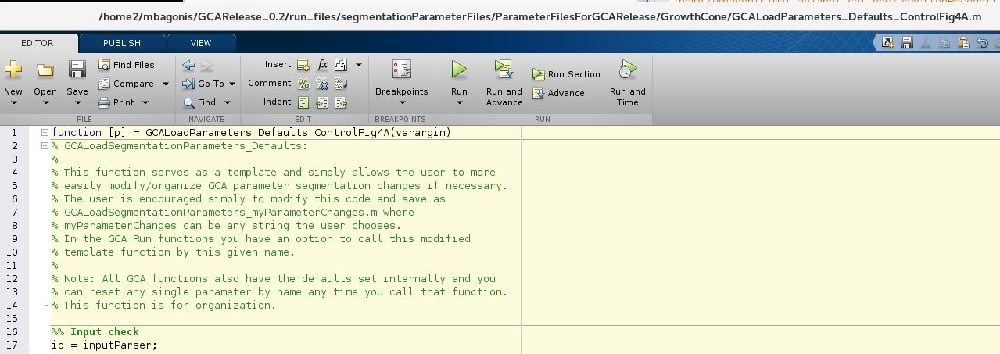 /home2/mbagonis/GCARelease_0.2/run_files/segmentationParameterFiles/ParameterFilesForGCARelease/GrowthCone/GCALoadParameters_Defaults_ControlFig4A.m
EDITOR PUBLISH VIEW
Find Files Insert fx
Compare Go To Comment
New Open Save Print Find Indent Breakpoints Run Run and Advance Run Section Advance Run and Time
FILE NAVIGATE EDIT BREAKPOINTS RUN
1 function [p] = GCALoadParameters_Defaults_ControlFig4A(varargin)
2 % GCALoadSegmentationParameters_Defaults:
3 %
4 % This function serves as a template and simply allows the user to more
5 % easily modify/organize GCA parameter segmentation changes if necessary.
6 % The user is encouraged simply to modify this code and save as
7 % GCALoadSegmentationParameters_myParameterChanges.m where
8 % myParameterChanges can be any string the user chooses.
9 % In the GCA Run functions you have an option to call this modified
10 % template function by this given name.
11 %
12 % Note: All GCA functions also have the defaults set internally and you
13 % can reset any single parameter by name any time you call that function.
14 % This function is for organization.
15
16 %% Input check
17 - ip = inputParser;